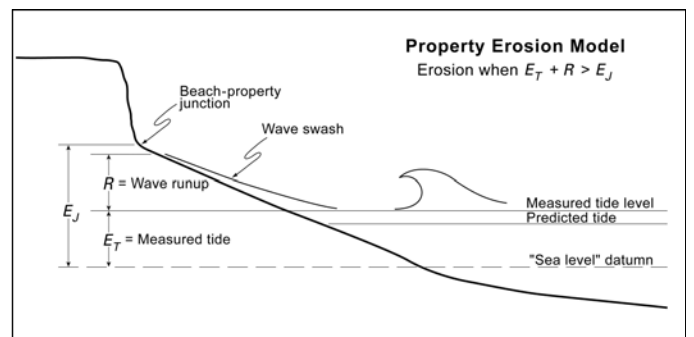 Property Erosion Model
Erosion when E_T + R > E_J
Beach-property
junction
Wave swash
R = Wave runup
Measured tide level
Predicted tide
E_J
E_T = Measured tide
"Sea level" datumn